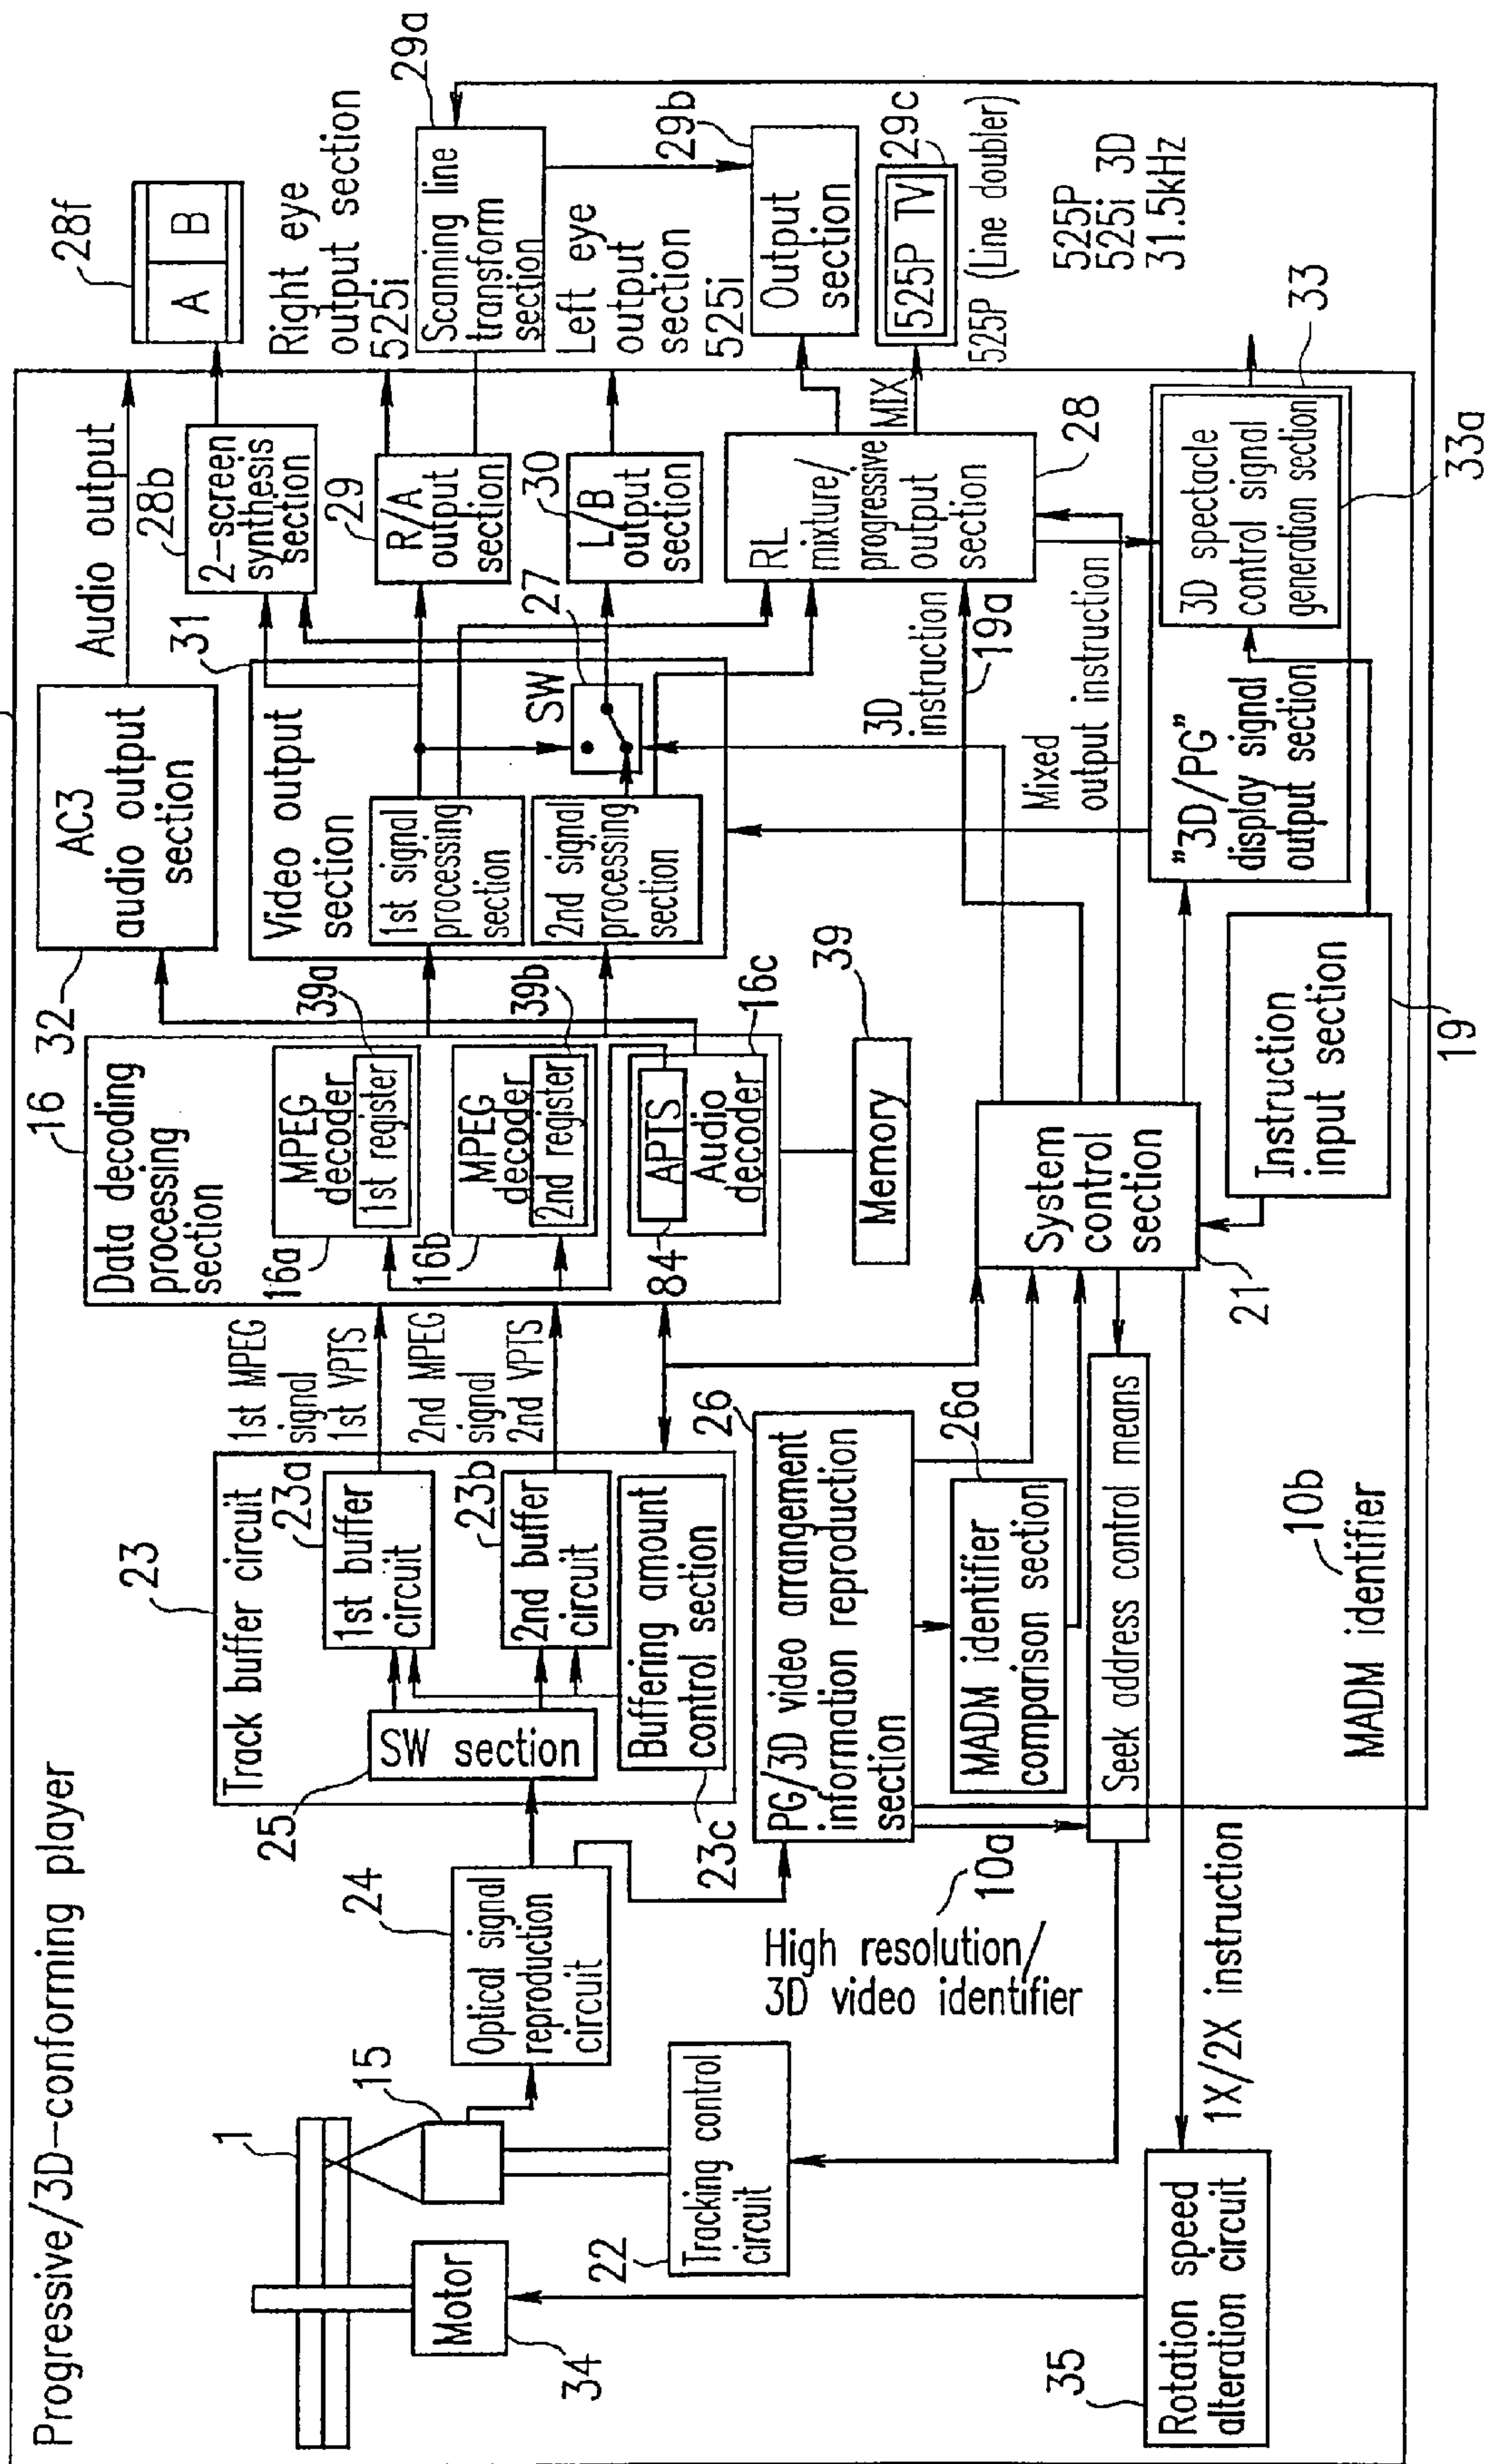 Progressive/3D-conforming player
1
15
Motor
34
22
Tracking control
circuit
35
Rotation speed
alteration circuit
1X/2X instruction
24
Optical signal
reproduction
circuit
High resolution/
3D video identifier
10a
23
Track buffer circuit
25
SW section
23a
1st buffer
circuit
23b
2nd buffer
circuit
Buffering amount
control section
23c
1st MPEG
signal
1st VPTS
2nd MPEG
signal
2nd VPTS
26
PG/3D video arrangement
information reproduction
section
26a
MADM identifier
comparison section
Seek address control means
10b
MADM identifier
16
Data decoding
processing
section
16a
MPEG
decoder
1st register
39a
16b
MPEG
decoder
2nd register
39b
84
APTS
Audio
decoder
16c
Memory
39
System
control
section
21
Instruction
input section
19
32
AC3
audio output
section
Audio output
31
Video output
section
1st signal
processing
section
2nd signal
processing
section
SW
27
3D
instruction
19a
Mixed
output instruction
"3D/PG"
display signal
output section
3D spectacle
control signal
generation section
33
33a
28b
2-screen
synthesis
section
29
R/A
output
section
30
L/B
output
section
RL
mixture/
progressive
output
section
28
MIX
28f
A
B
Right eye
output section
525i
29a
Scanning line
transform
section
Left eye
output
section
525i
29b
Output
section
29c
525P TV
525P (Line doubler)
525P
525i 3D
31.5kHz